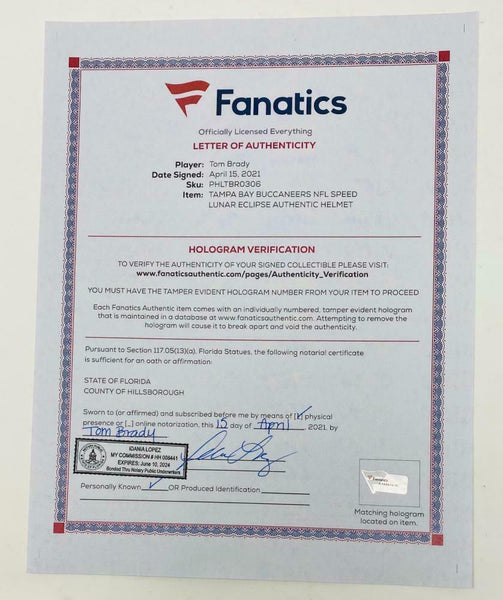 Fanatics
Officially Licensed Everything
LETTER OF AUTHENTICITY
Player: Tom Brady
Date Signed: April 15, 2021
Sku: PHLTBR0306
Item: TAMPA BAY BUCCANEERS NFL SPEED
LUNAR ECLIPSE AUTHENTIC HELMET
HOLOGRAM VERIFICATION
TO VERIFY THE AUTHENTICITY OF YOUR SIGNED COLLECTIBLE PLEASE VISIT:
www.fanaticsauthentic.com/pages/Authenticity_Verification
YOU MUST HAVE THE TAMPER EVIDENT HOLOGRAM NUMBER FROM YOUR ITEM TO PROCEED
Each Fanatics Authentic item comes with an individually numbered, tamper evident hologram
that is maintained in a database at www.fanaticsauthentic.com. Attempting to remove the
hologram will cause it to break apart and void the authenticity.
Pursuant to Section 117.05(13)(a), Florida Statues, the following notarial certificate
is sufficient for an oath or affirmation:
STATE OF FLORIDA
COUNTY OF HILLSBOROUGH
Sworn to (or affirmed) and subscribed before me by means of [✓] physical
presence or [_] online notarization, this 15 day of April, 2021, by
Tom Brady
IDANIA LOPEZ
MY COMMISSION # HH 008441
EXPIRES: June 10, 2024
Bonded Thru Notary Public Underwriters
Personally Known ✓ OR Produced Identification
Fanatics
Matching hologram
located on item.